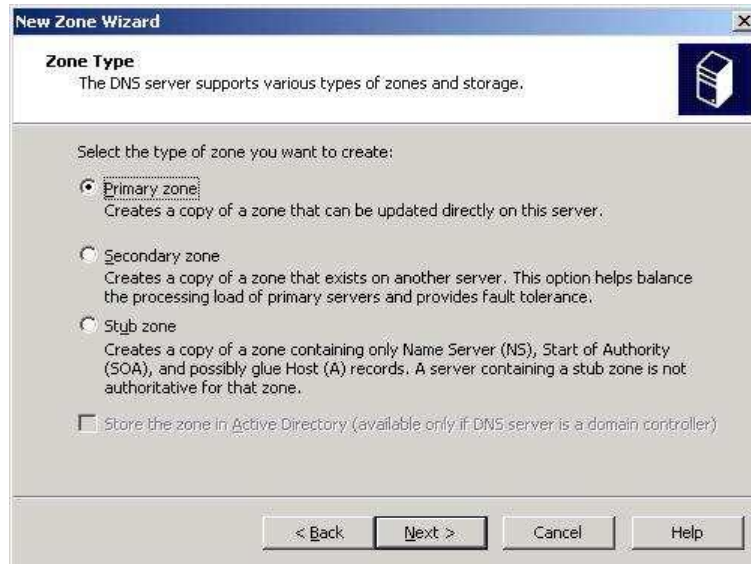 New Zone Wizard
Zone Type
The DNS server supports various types of zones and storage.
Select the type of zone you want to create:
Primary zone
Creates a copy of a zone that can be updated directly on this server.
Secondary zone
Creates a copy of a zone that exists on another server. This option helps balance
the processing load of primary servers and provides fault tolerance.
Stub zone
Creates a copy of a zone containing only Name Server (NS), Start of Authority
(SOA), and possibly glue Host (A) records. A server containing a stub zone is not
authoritative for that zone.
Store the zone in Active Directory (available only if DNS server is a domain controller)
< Back Next > Cancel Help